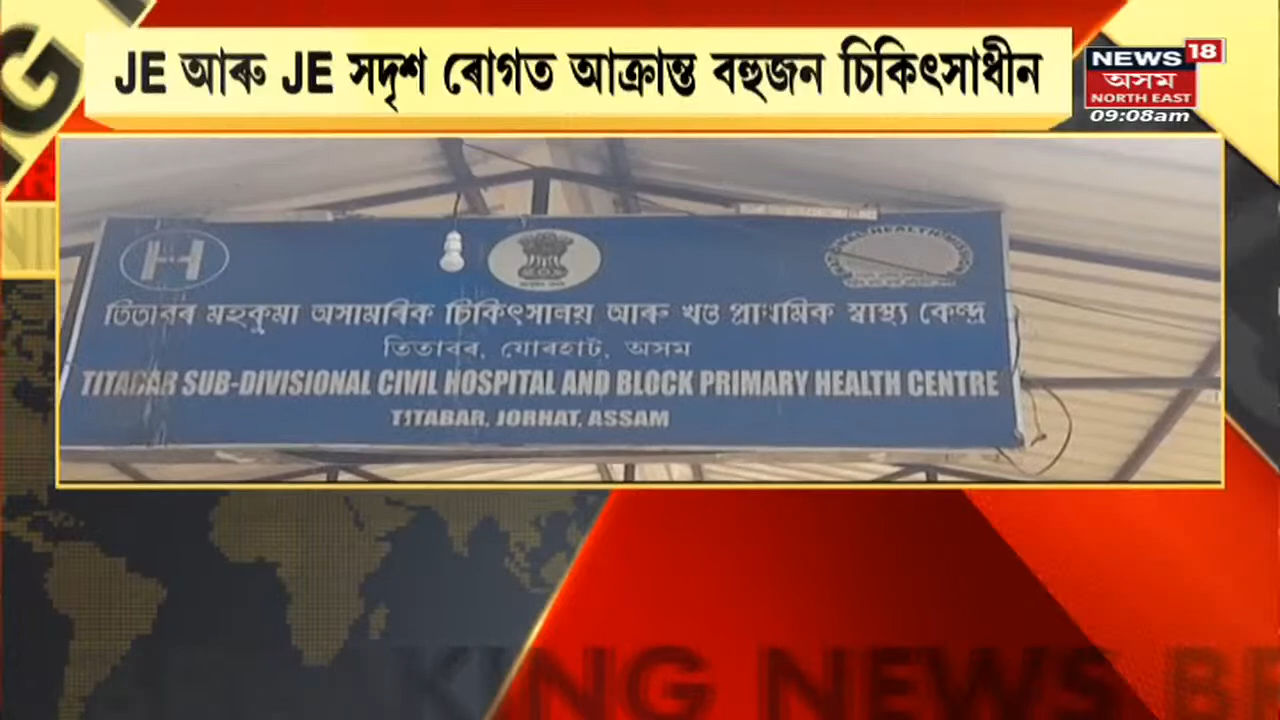 JE আৰু JE সদৃশ ৰোগত আক্ৰান্ত বহুজন চিকিৎসাধীন
NEWS 18
অসম
NORTH EAST
09:08am
H
তিতাবৰ মহকুমা অসামৰিক চিকিৎসালয় আৰু খণ্ড প্ৰাথমিক স্বাস্থ্য কেন্দ্ৰ
তিতাবৰ, যোৰহাট, অসম
TITABAR SUB-DIVISIONAL CIVIL HOSPITAL AND BLOCK PRIMARY HEALTH CENTRE
TITABAR, JORHAT, ASSAM
KING NEWS BRE